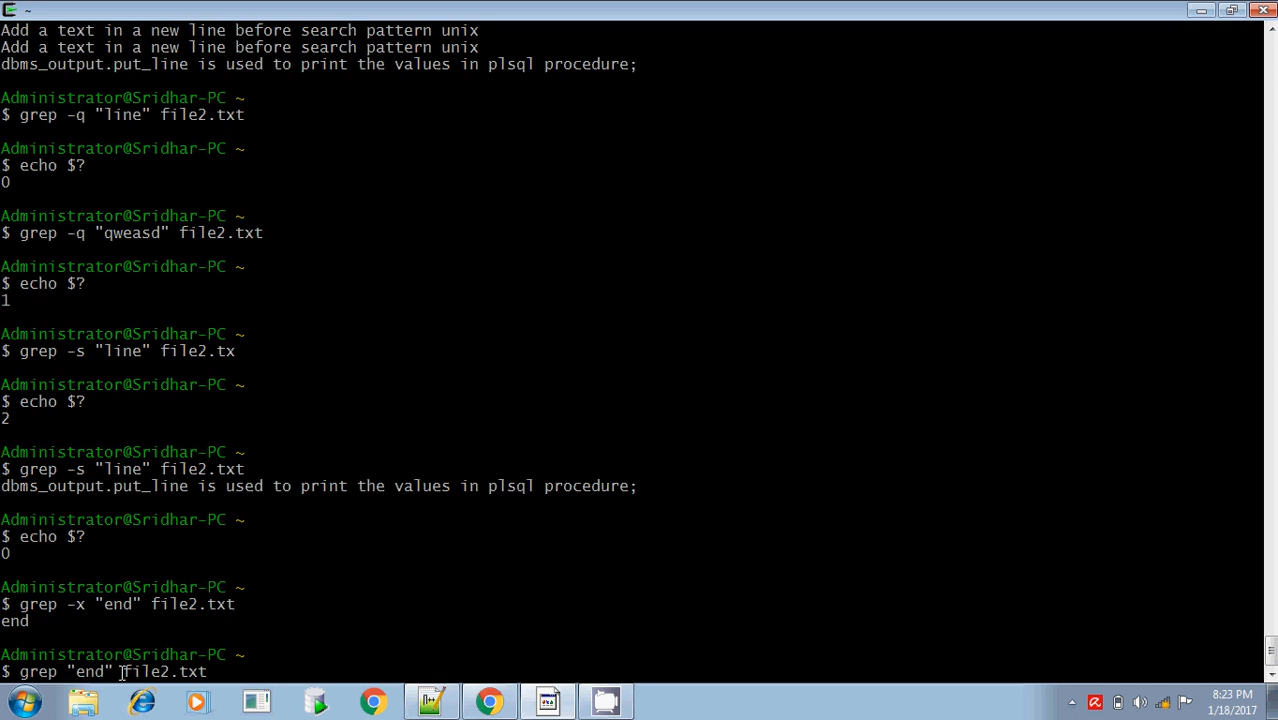 ~
Add a text in a new line before search pattern unix
Add a text in a new line before search pattern unix
dbms_output.put_line is used to print the values in plsql procedure;
Administrator@Sridhar-PC ~
$ grep -q "line" file2.txt
Administrator@Sridhar-PC ~
$ echo $?
0
Administrator@Sridhar-PC ~
$ grep -q "qweasd" file2.txt
Administrator@Sridhar-PC ~
$ echo $?
1
Administrator@Sridhar-PC ~
$ grep -s "line" file2.tx
Administrator@Sridhar-PC ~
$ echo $?
2
Administrator@Sridhar-PC ~
$ grep -s "line" file2.txt
dbms_output.put_line is used to print the values in plsql procedure;
Administrator@Sridhar-PC ~
$ echo $?
0
Administrator@Sridhar-PC ~
$ grep -x "end" file2.txt
end
Administrator@Sridhar-PC ~
$ grep "end" file2.txt
8:23 PM
1/18/2017